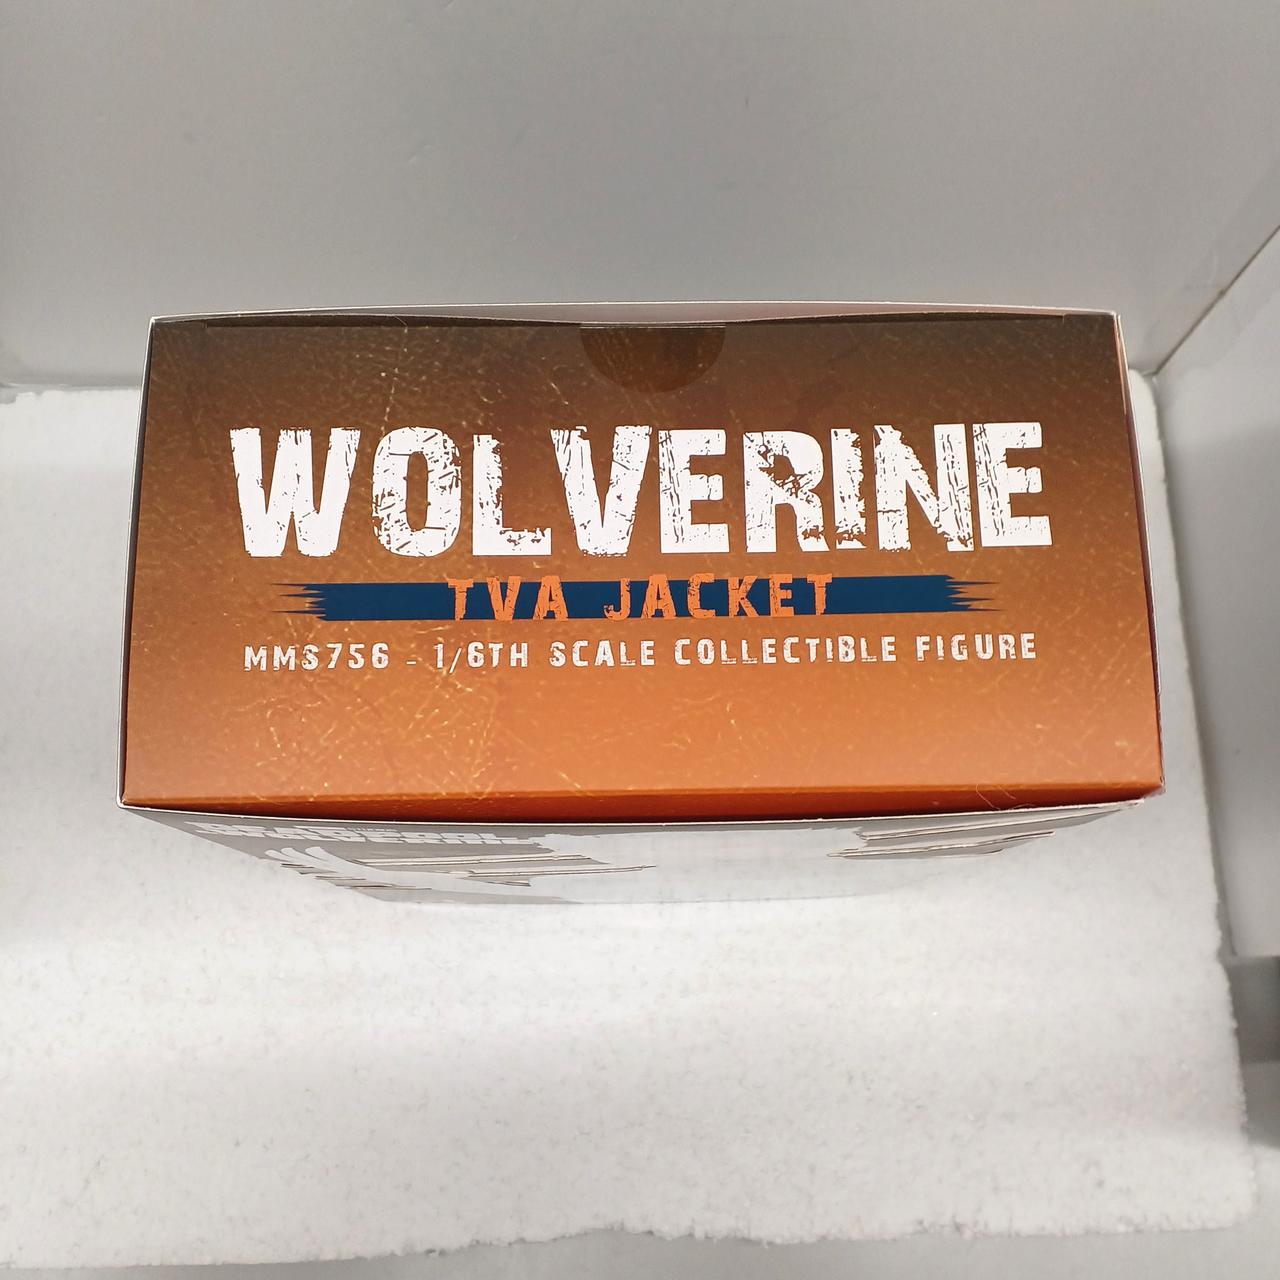 WOLVERINE
TVA JACKET
MMS756 - 1/6TH SCALE COLLECTIBLE FIGURE